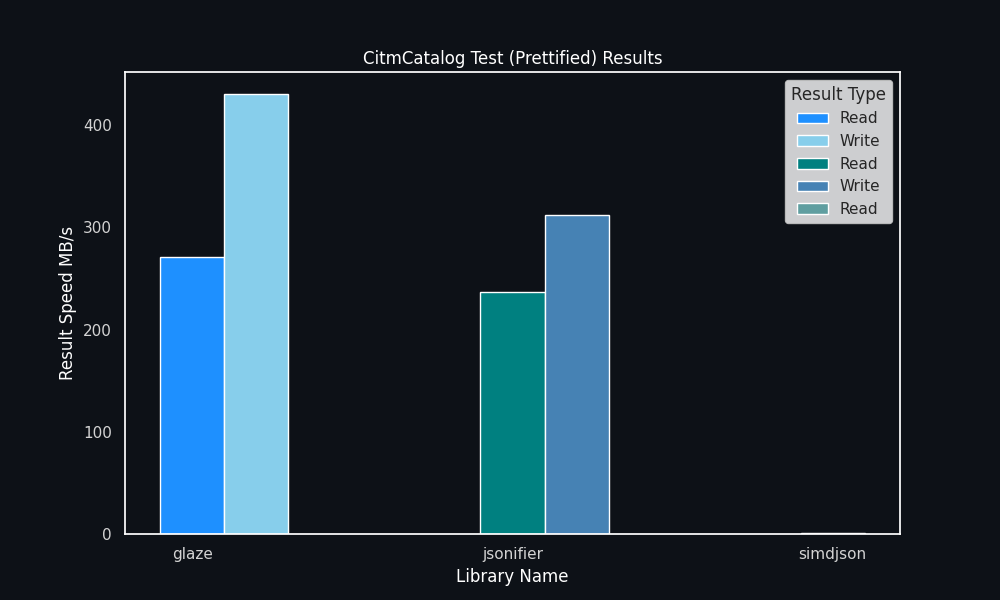 CitmCatalog Test (Prettified) Results
Result Type
Read
Write
Read
Write
Read
Result Speed MB/s
400
300
200
100
0
glaze
jsonifier
simdjson
Library Name